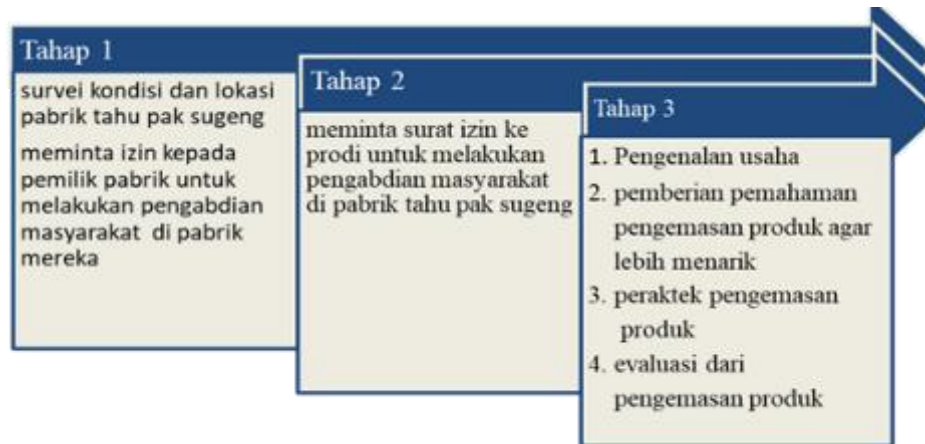 Tahap 1
survei kondisi dan lokasi
pabrik tahu pak sugeng
meminta izin kepada
pemilik pabrik untuk
melakukan pengabdian
masyarakat di pabrik
mereka
Tahap 2
meminta surat izin ke
prodi untuk melakukan
pengabdian masyarakat
di pabrik tahu pak sugeng
Tahap 3
1. Pengenalan usaha
2. pemberian pemahaman
pengemasan produk agar
lebih menarik
3. peraktek pengemasan
produk
4. evaluasi dari
pengemasan produk